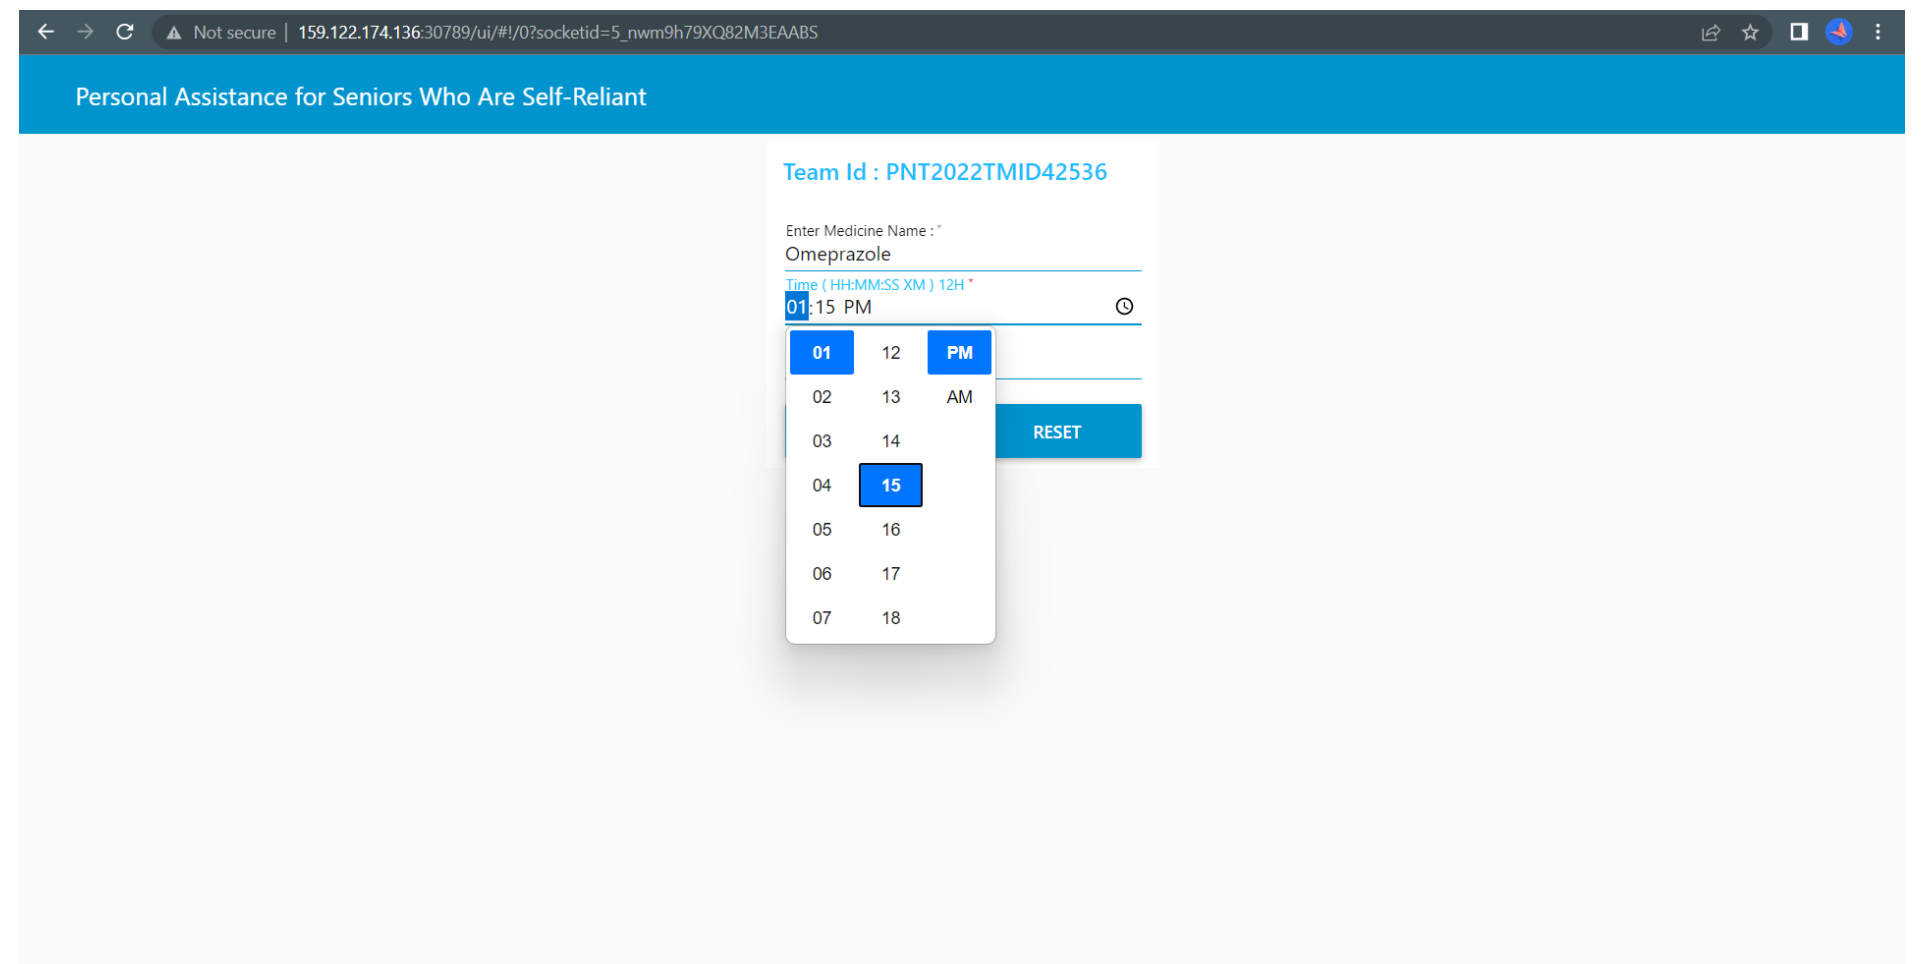 Not secure | 159.122.174.136:30789/ui/#!/0?socketid=5_nwm9h79XQ82M3EAABS
Personal Assistance for Seniors Who Are Self-Reliant
Team Id : PNT2022TMID42536
Enter Medicine Name : *
Omeprazole
Time ( HH:MM:SS XM ) 12H *
01:15 PM
01 12 PM
02 13 AM
03 14
RESET
04 15
05 16
06 17
07 18